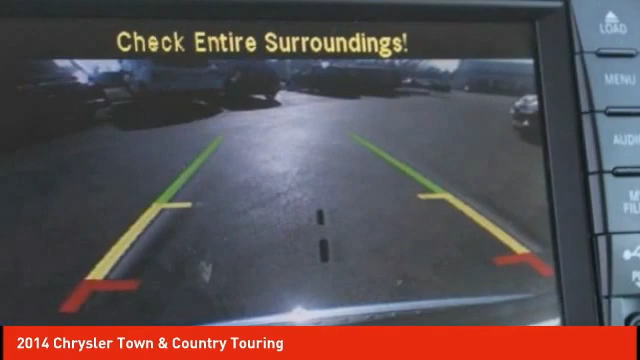 Check Entire Surroundings!
LOAD
MENU
2014 Chrysler Town & Country Touring